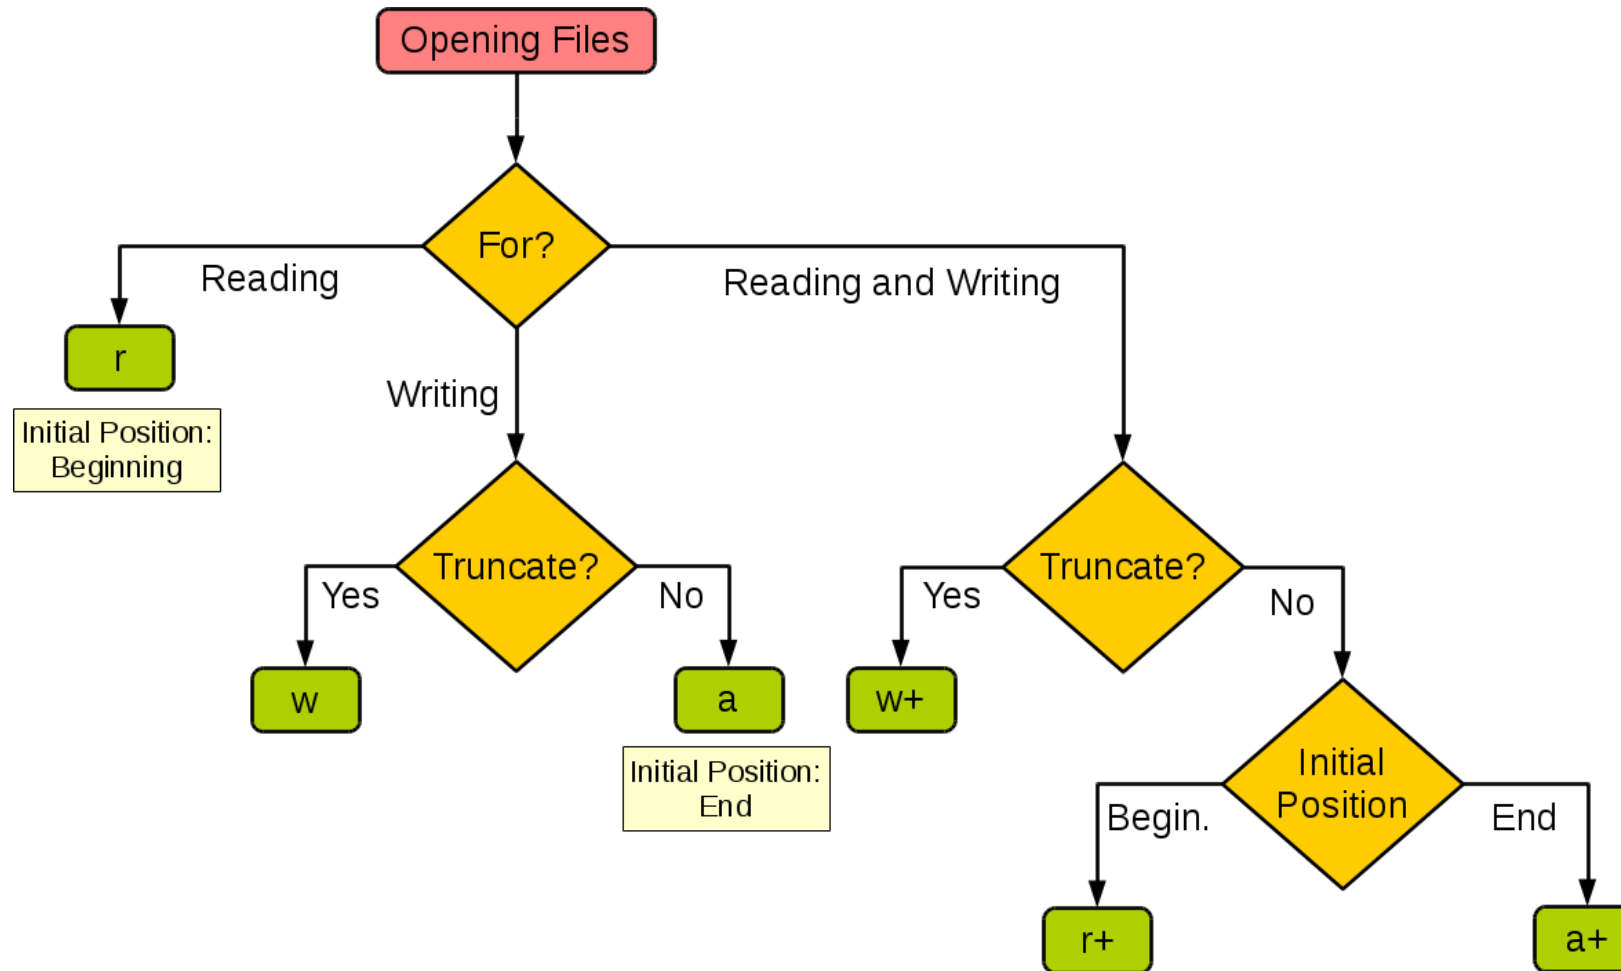 Opening Files
For?
Reading
Reading and Writing
r
Writing
Initial Position:
Beginning
Truncate?
Yes
No
Truncate?
Yes
No
w
a
w+
Initial Position:
End
Initial
Position
Begin.
End
r+
a+